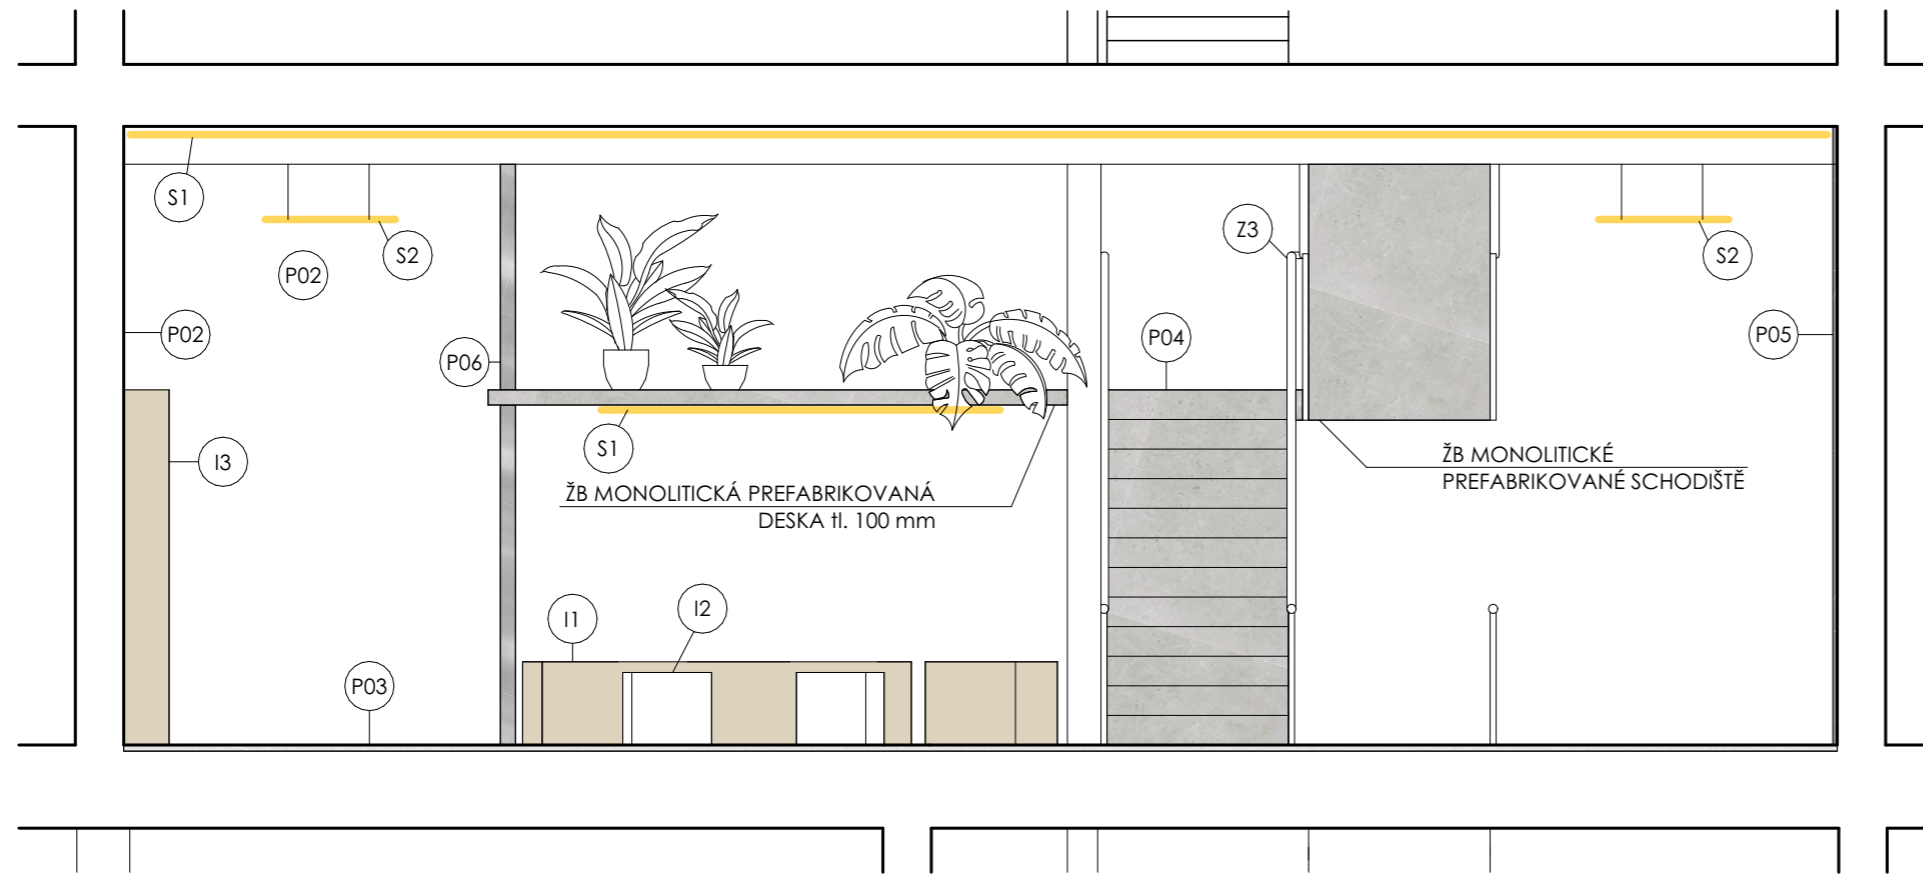 S1
S2
P02
P02
P06
I3
S1
ŽB MONOLITICKÁ PREFABRIKOVANÁ
DESKA tl. 100 mm
I1
I2
P03
Z3
P04
S2
P05
ŽB MONOLITICKÉ
PREFABRIKOVANÉ SCHODIŠTĚ